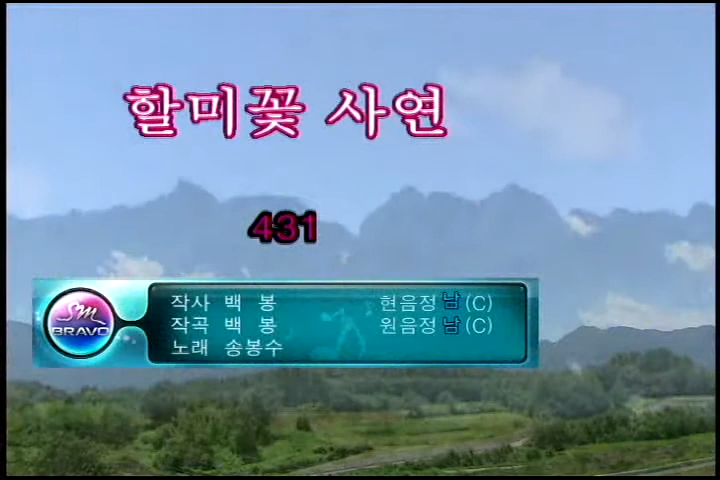 할미꽃 사연
431
작사 백 봉 현음정 남(C)
작곡 백 봉 원음정 남(C)
노래 송봉수
SM
BRAVO